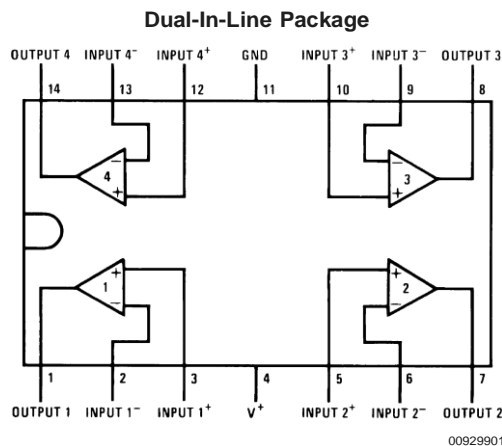 Dual-In-Line Package
OUTPUT 4 INPUT 4⁻ INPUT 4⁺ GND INPUT 3⁺ INPUT 3⁻ OUTPUT 3
14 13 12 11 10 9 8
4 − +
− + 3
1 + −
+ − 2
1 2 3 4 5 6 7
OUTPUT 1 INPUT 1⁻ INPUT 1⁺ V⁺ INPUT 2⁺ INPUT 2⁻ OUTPUT 2
00929901